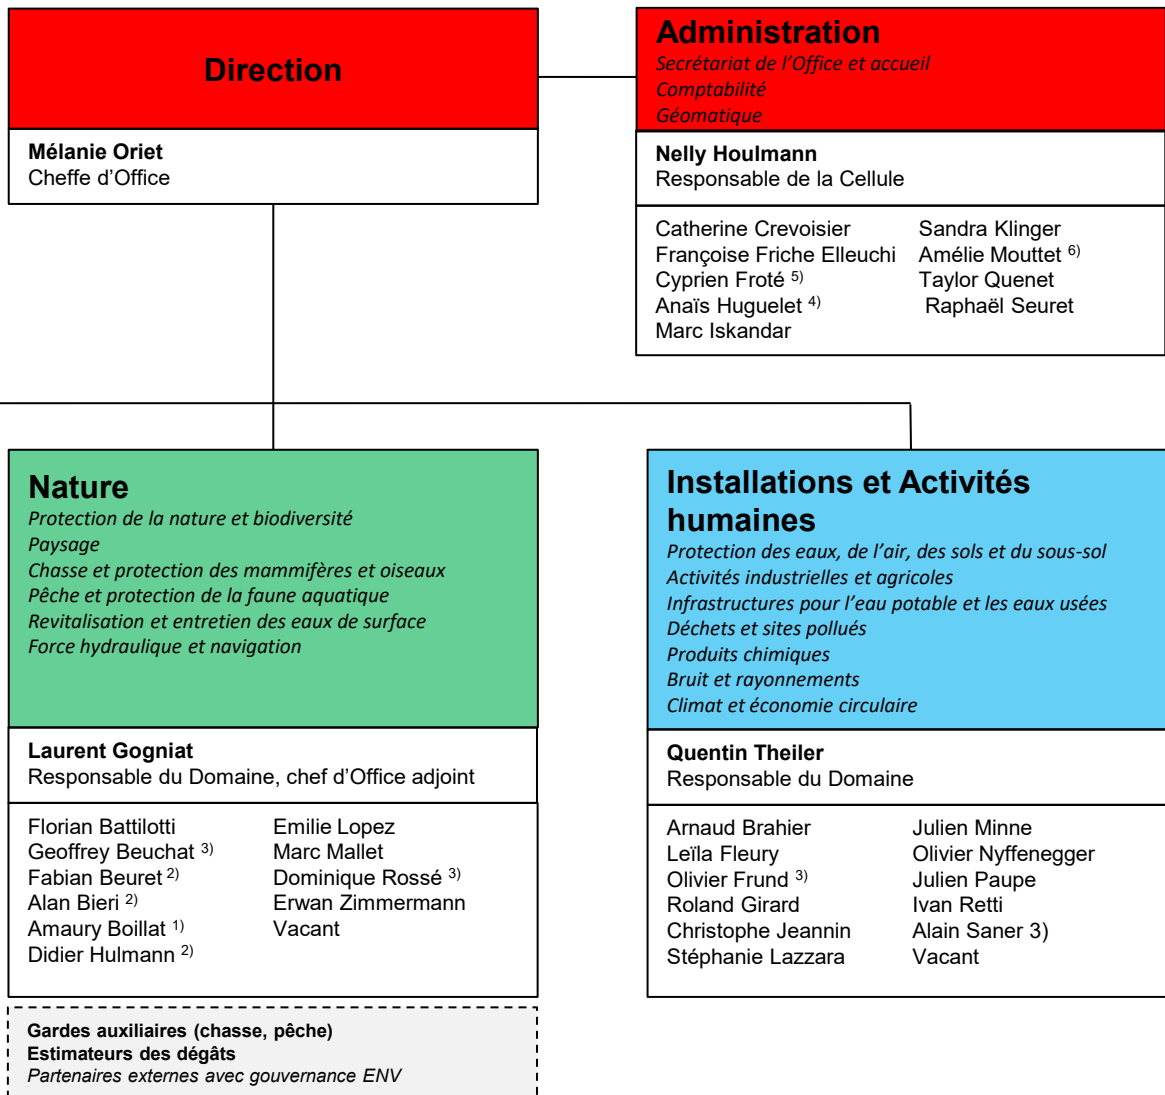 Direction
Mélanie Oriet
Cheffe d’Office
Administration
Secrétariat de l’Office et accueil
Comptabilité
Géomatique
Nelly Houlmann
Responsable de la Cellule
Catherine Crevoisier
Françoise Friche Elleuchi
Cyprien Froté 5)
Anaïs Huguelet 4)
Marc Iskandar
Sandra Klinger
Amélie Mouttet 6)
Taylor Quenet
Raphaël Seuret
Nature
Protection de la nature et biodiversité
Paysage
Chasse et protection des mammifères et oiseaux
Pêche et protection de la faune aquatique
Revitalisation et entretien des eaux de surface
Force hydraulique et navigation
Laurent Gogniat
Responsable du Domaine, chef d’Office adjoint
Florian Battilotti
Geoffrey Beuchat 3)
Fabian Beuret 2)
Alan Bieri 2)
Amaury Boillat 1)
Didier Hulmann 2)
Emilie Lopez
Marc Mallet
Dominique Rossé 3)
Erwan Zimmermann
Vacant
Gardes auxiliaires (chasse, pêche)
Estimateurs des dégâts
Partenaires externes avec gouvernance ENV
Installations et Activités
humaines
Protection des eaux, de l’air, des sols et du sous-sol
Activités industrielles et agricoles
Infrastructures pour l’eau potable et les eaux usées
Déchets et sites pollués
Produits chimiques
Bruit et rayonnements
Climat et économie circulaire
Quentin Theiler
Responsable du Domaine
Arnaud Brahier
Leïla Fleury
Olivier Frund 3)
Roland Girard
Christophe Jeannin
Stéphanie Lazzara
Julien Minne
Olivier Nyffenegger
Julien Paupe
Ivan Retti
Alain Saner 3)
Vacant